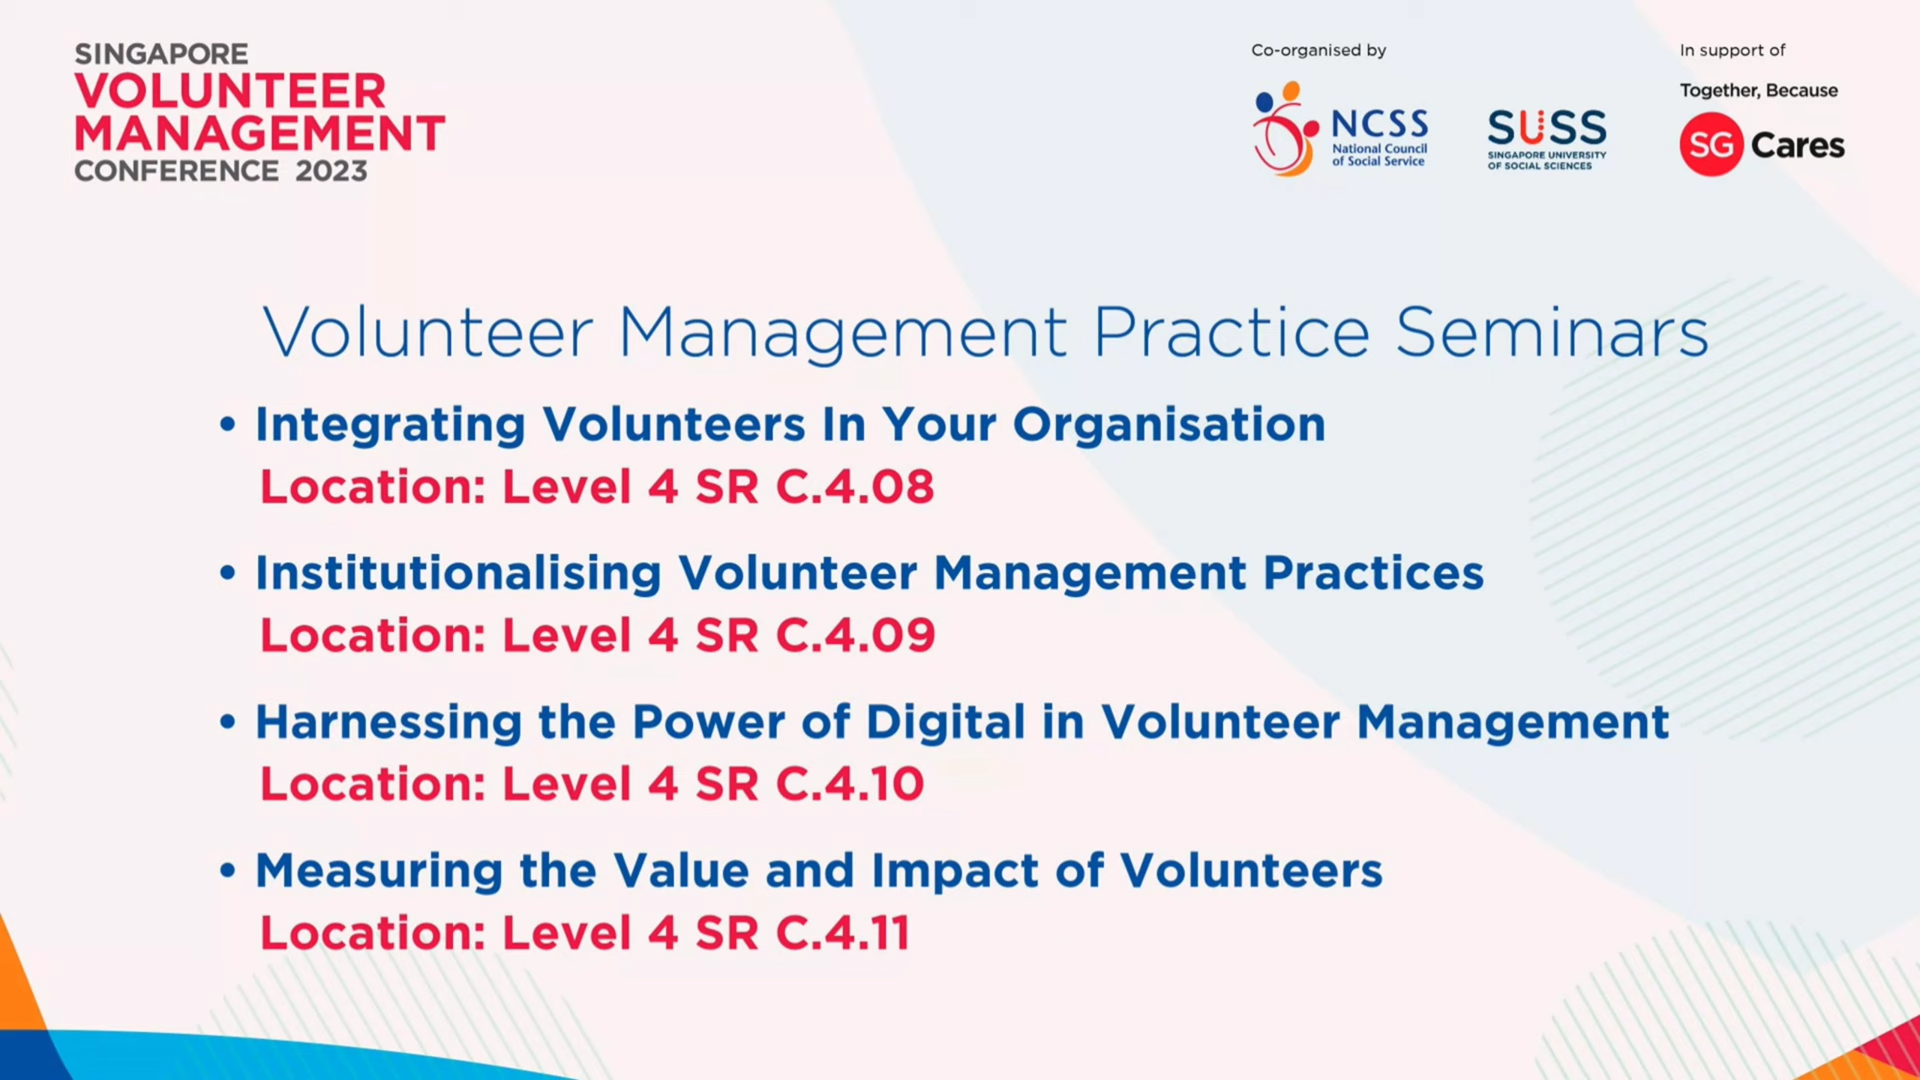 SINGAPORE
VOLUNTEER
MANAGEMENT
CONFERENCE 2023
Co-organised by
NCSS
National Council
of Social Service
SUSS
SINGAPORE UNIVERSITY
OF SOCIAL SCIENCES
In support of
Together, Because
SG Cares
Volunteer Management Practice Seminars
• Integrating Volunteers In Your Organisation
Location: Level 4 SR C.4.08
• Institutionalising Volunteer Management Practices
Location: Level 4 SR C.4.09
• Harnessing the Power of Digital in Volunteer Management
Location: Level 4 SR C.4.10
• Measuring the Value and Impact of Volunteers
Location: Level 4 SR C.4.11